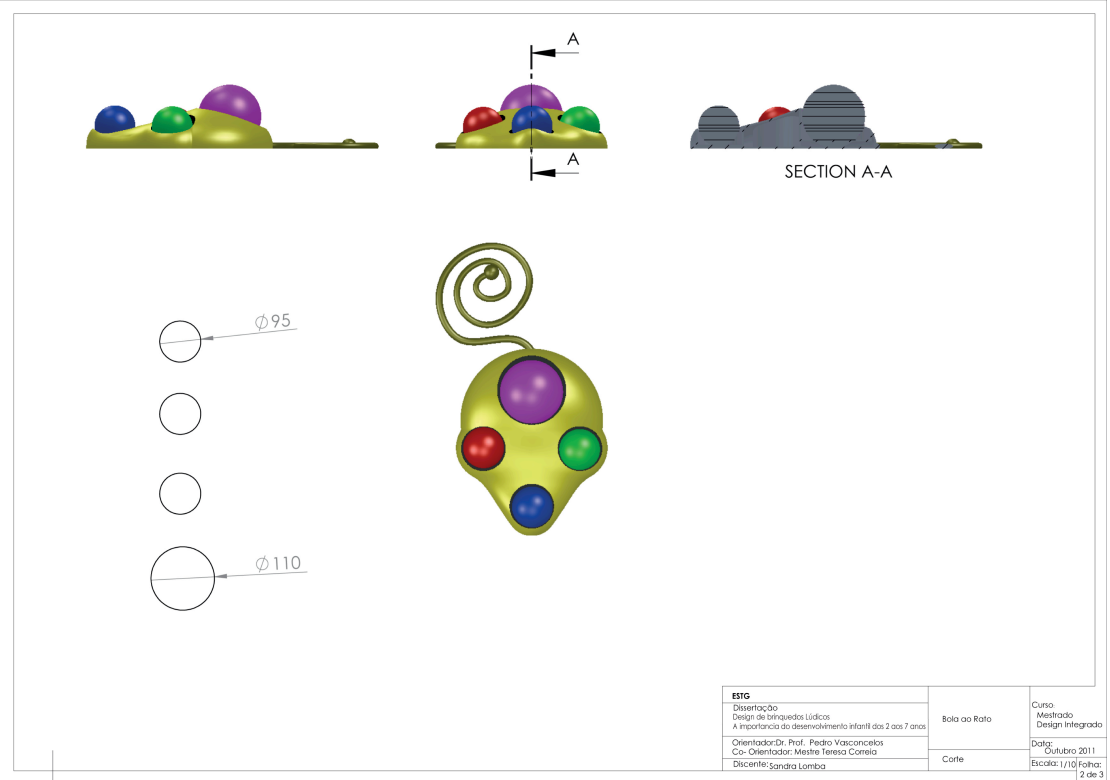 A
A
SECTION A-A
∅95
∅110
ESTG
Dissertação
Design de brinquedos Lúdicos
A importancia do desenvolvimento infantil dos 2 aos 7 anos
Orientador:Dr. Prof. Pedro Vasconcelos
Co- Orientador: Mestre Teresa Correia
Discente: Sandra Lomba
Bola ao Rato
Corte
Curso
Mestrado
Design Integrado
Data:
Outubro 2011
Escala: 1/10 Folha:
2 de 3